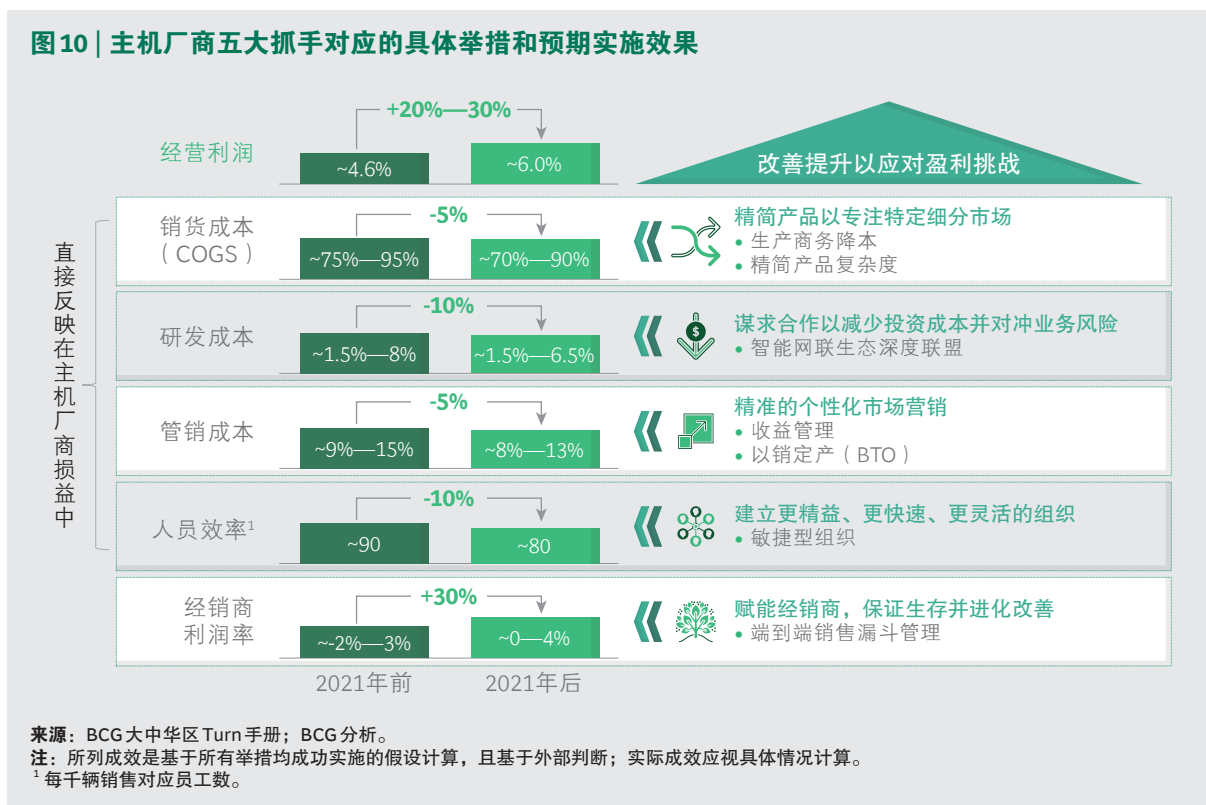 图10 | 主机厂商五大抓手对应的具体举措和预期实施效果
+20%—30%
经营利润
~4.6%
~6.0%
改善提升以应对盈利挑战
直接反映在主机厂商损益中
销货成本
（COGS）
-5%
~75%—95%
~70%—90%
精简产品以专注特定细分市场
• 生产商务降本
• 精简产品复杂度
研发成本
-10%
~1.5%—8%
~1.5%—6.5%
谋求合作以减少投资成本并对冲业务风险
• 智能网联生态深度联盟
管销成本
-5%
~9%—15%
~8%—13%
精准的个性化市场营销
• 收益管理
• 以销定产（BTO）
人员效率¹
-10%
~90
~80
建立更精益、更快速、更灵活的组织
• 敏捷型组织
经销商
利润率
+30%
~-2%—3%
~0—4%
赋能经销商，保证生存并进化改善
• 端到端销售漏斗管理
2021年前
2021年后
来源：BCG大中华区Turn手册；BCG分析。
注：所列成效是基于所有举措均成功实施的假设计算，且基于外部判断；实际成效应视具体情况计算。
¹ 每千辆销售对应员工数。